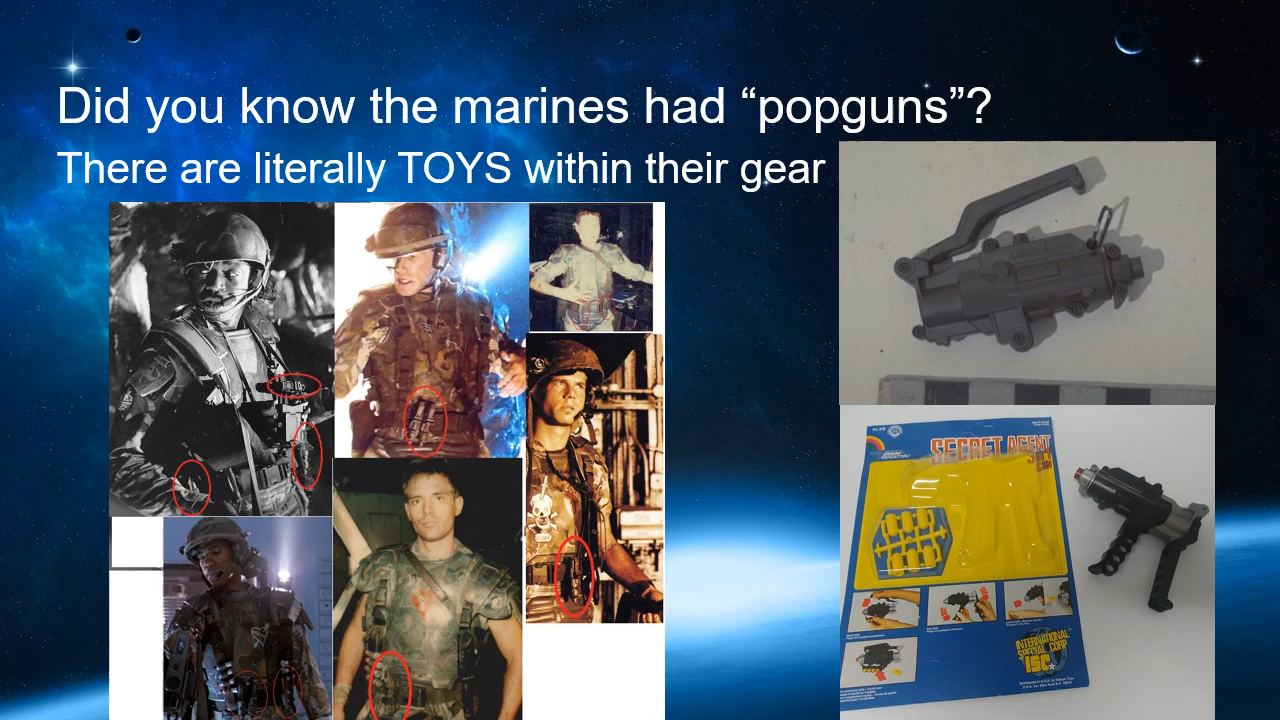 Did you know the marines had “popguns”?
There are literally TOYS within their gear
SECRET AGENT
INTERNATIONAL
SPECIAL CORP
ISC